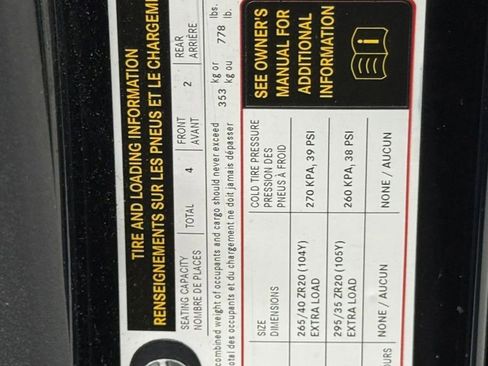 TIRE AND LOADING INFORMATION
RENSEIGNEMENTS SUR LES PNEUS ET LE CHARGEME
SEATING CAPACITY
NOMBRE DE PLACES
TOTAL 4
FRONT
AVANT
2
REAR
ARRIÈRE
combined weight of occupants and cargo should never exceed 353 kg or 778 lbs.
total des occupants et du chargement ne doit jamais dépasser kg ou lb.
SIZE
DIMENSIONS
COLD TIRE PRESSURE
PRESSION DES
PNEUS À FROID
265/40 ZR20 (104Y)
EXTRA LOAD
270 KPA, 39 PSI
295/35 ZR20 (105Y)
EXTRA LOAD
260 KPA, 38 PSI
OURS
NONE / AUCUN
NONE / AUCUN
SEE OWNER'S
MANUAL FOR
ADDITIONAL
INFORMATION